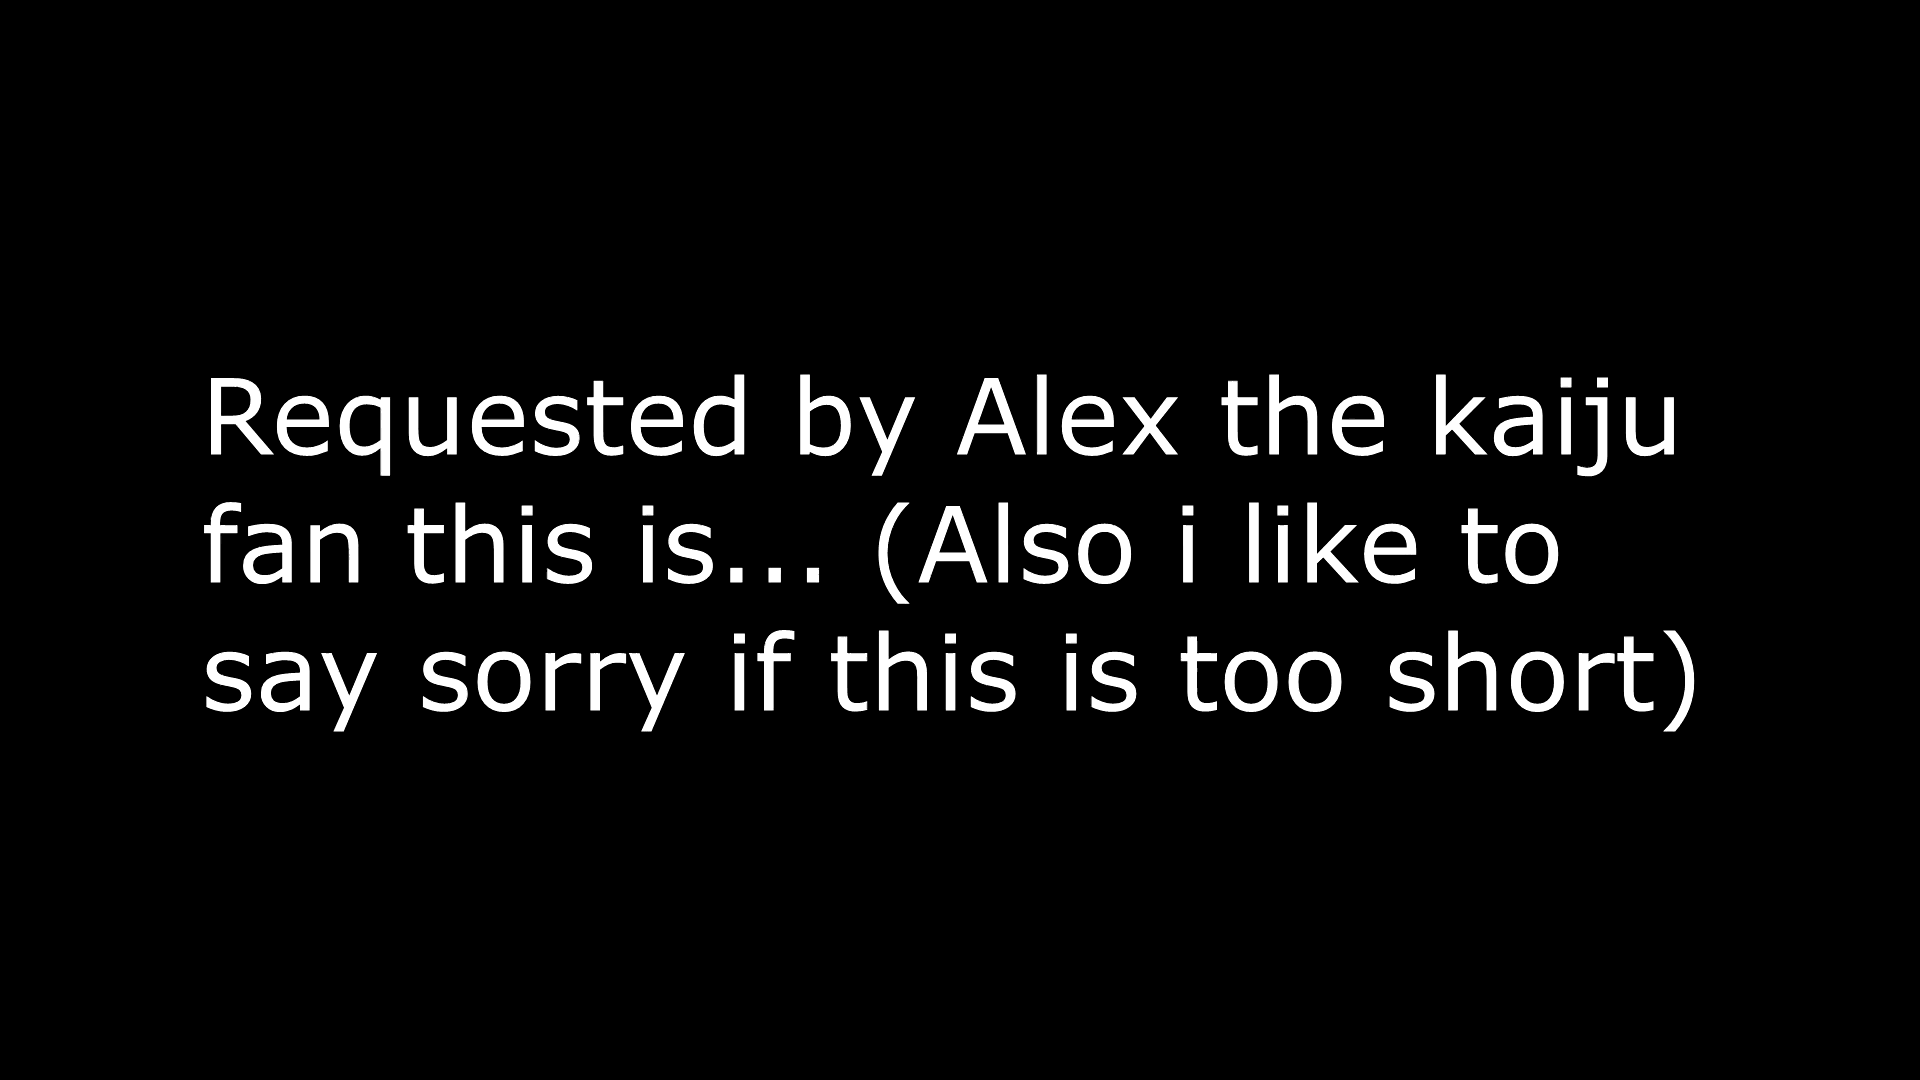 Requested by Alex the kaiju
fan this is... (Also i like to
say sorry if this is too short)